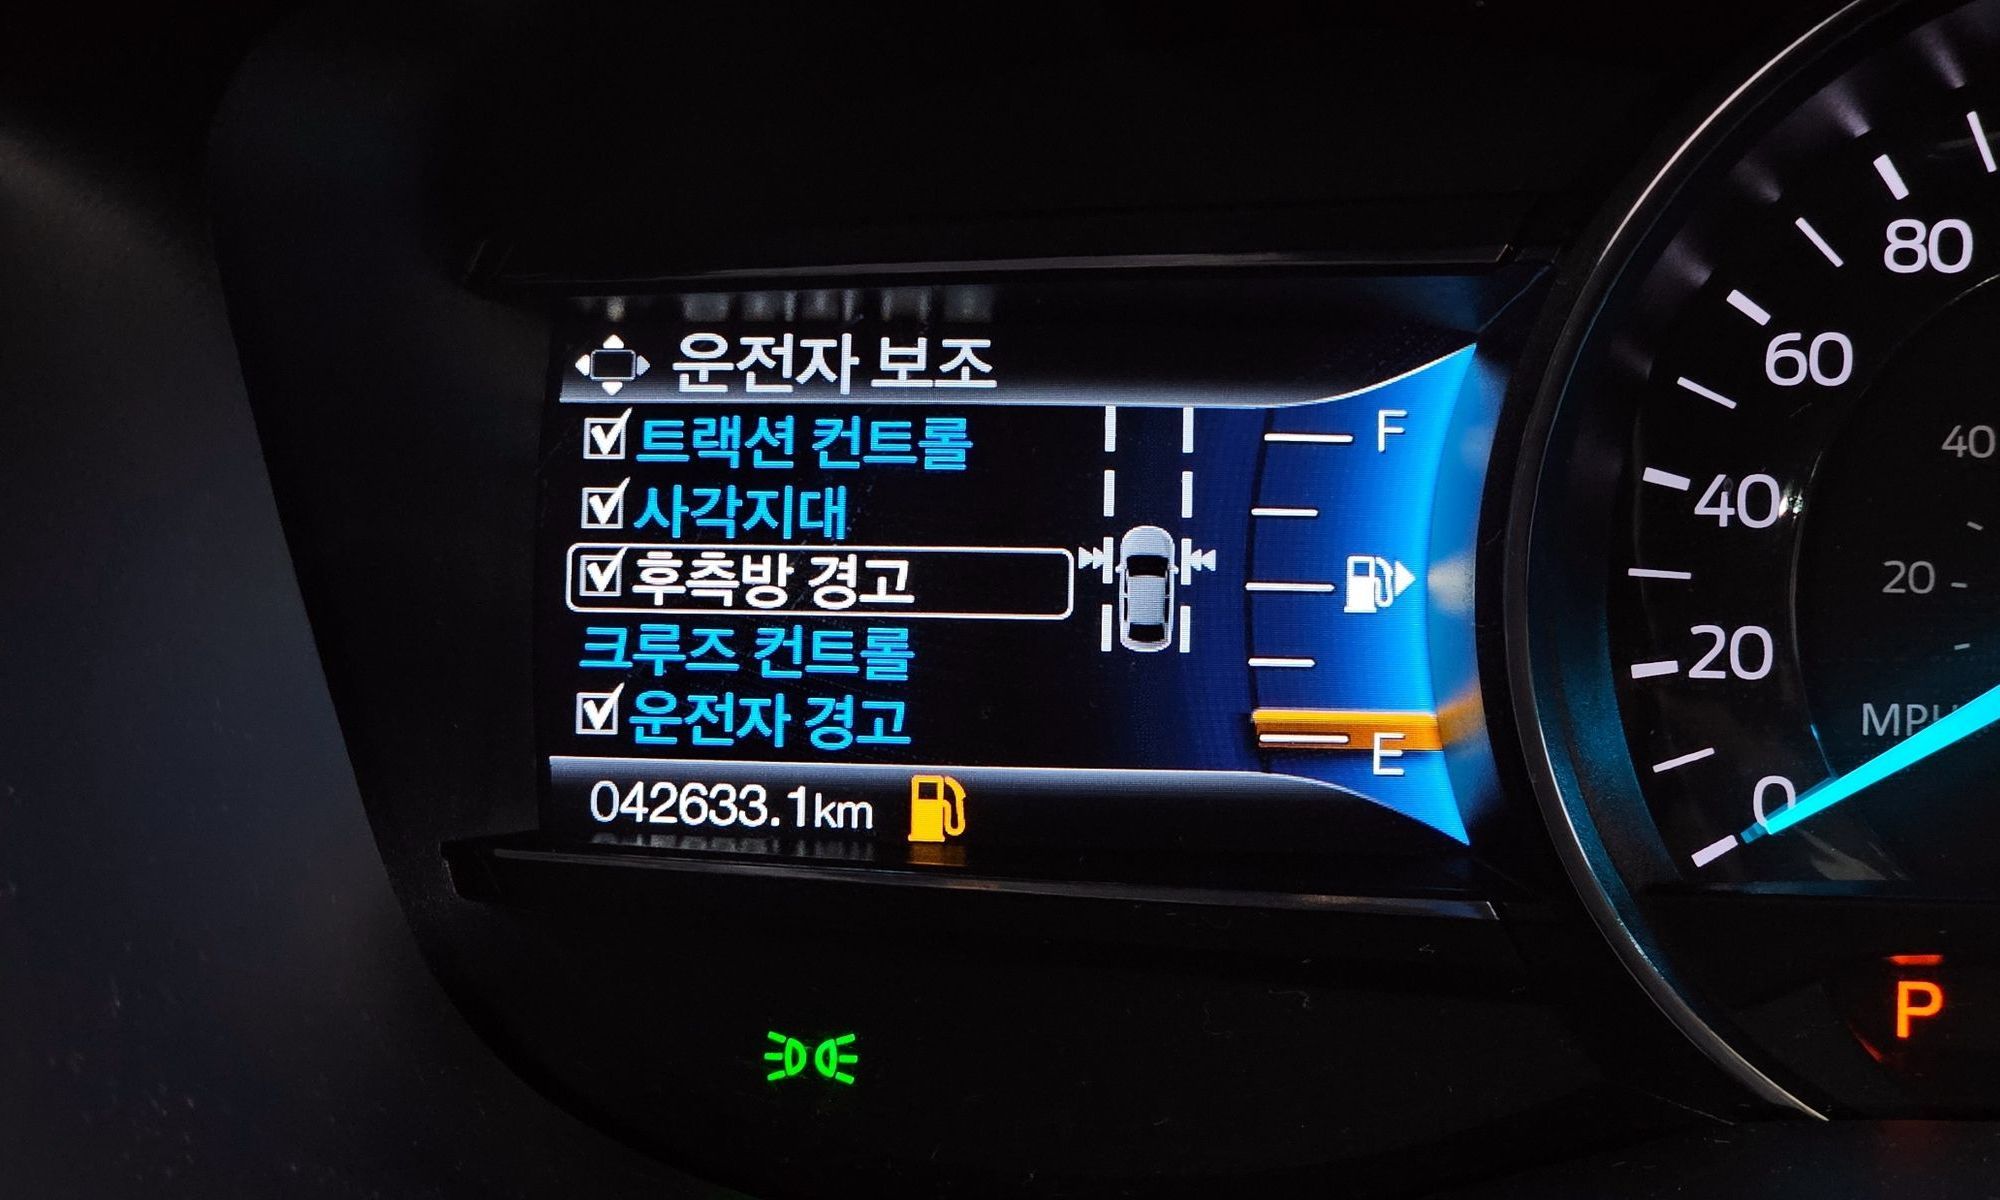 운전자 보조
트랙션 컨트롤
사각지대
후측방 경고
크루즈 컨트롤
운전자 경고
042633.1km
F
E
80
60
40
20
0
40
20
MPH
P